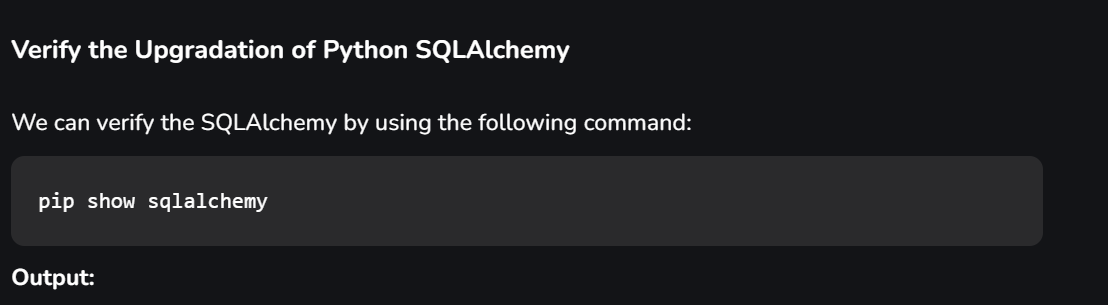 Verify the Upgradation of Python SQLAlchemy
We can verify the SQLAlchemy by using the following command:
pip show sqlalchemy
Output: